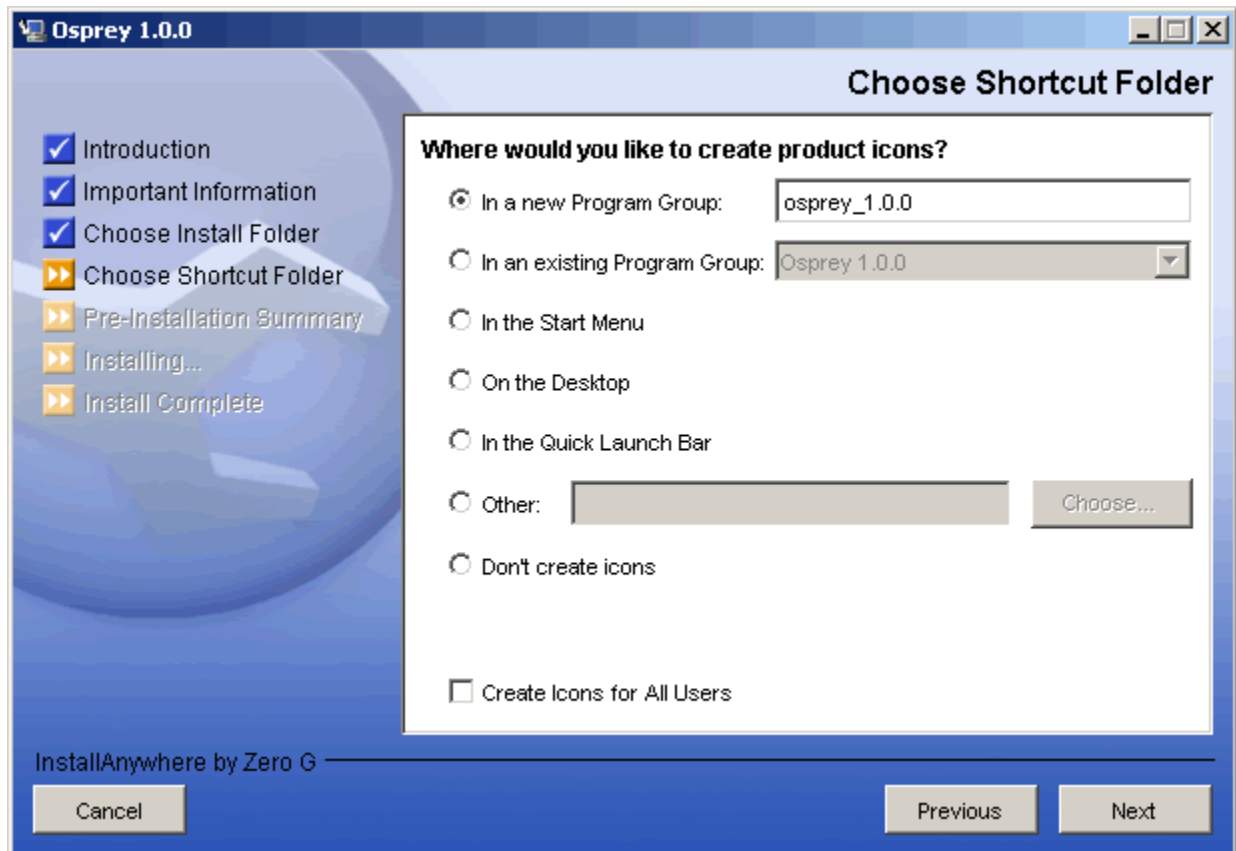 Osprey 1.0.0
Choose Shortcut Folder
Introduction
Important Information
Choose Install Folder
Choose Shortcut Folder
Pre-Installation Summary
Installing...
Install Complete
Where would you like to create product icons?
In a new Program Group: osprey_1.0.0
In an existing Program Group: Osprey 1.0.0
In the Start Menu
On the Desktop
In the Quick Launch Bar
Other: Choose...
Don't create icons
Create Icons for All Users
InstallAnywhere by Zero G
Cancel Previous Next